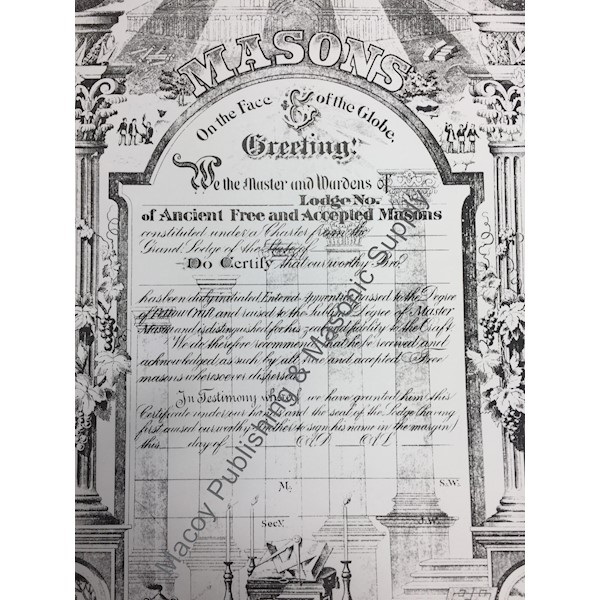 MASONS
On the Face & G of the Globe,
Greeting!
We the Master and Wardens of
Lodge No.
of Ancient Free and Accepted Masons
constituted under a Charter from the
Grand Lodge of the State of
Do Certify that our worthy Bro
has been duly initiated Entered Apprentice passed to the Degree
of Fellow Craft and raised to the Sublime Degree of Master
Mason and is distinguished for his zeal and fidelity to the Craft
We do therefore recommend that he be received and
acknowledged as such by all true and accepted Free
masons wheresoever dispersed
In Testimony whereof we have granted him this
Certificate under our hands and the seal of the Lodge (having
first caused our worthy Brother to sign his name in the margin)
this day of A.D. A.L.
M. S.W.
Secy. J.W.
Macoy Publishing & Masonic Supply